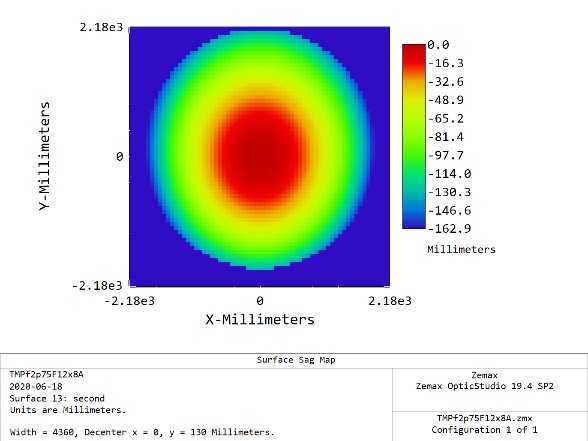 2.18e3
Y-Millimeters
0
-2.18e3
-2.18e3
0
2.18e3
X-Millimeters
0.0
-16.3
-32.6
-48.9
-65.2
-81.4
-97.7
-114.0
-130.3
-146.6
-162.9
Millimeters
Surface Sag Map
TMPf2p75F12x8A
2020-06-18
Surface 13: second
Units are Millimeters.
Width = 4360, Decenter x = 0, y = 130 Millimeters.
Zemax
Zemax OpticStudio 19.4 SP2
TMPf2p75F12x8A.zmx
Configuration 1 of 1